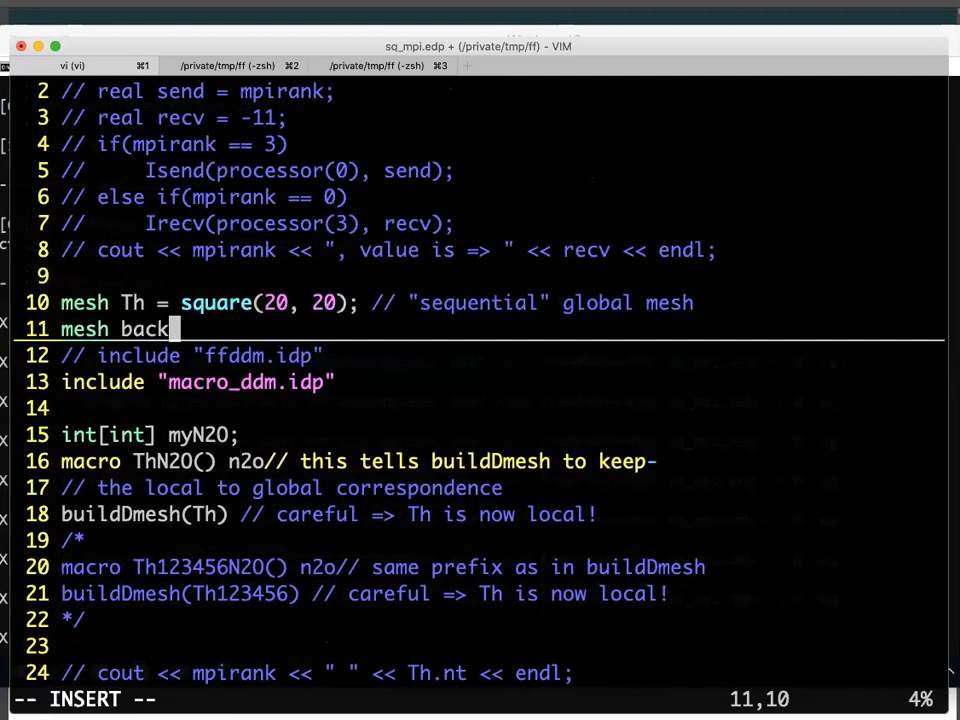 sq_mpi.edp + (/private/tmp/ff) - VIM
vi (vi) ⌘1 /private/tmp/ff (-zsh) ⌘2 /private/tmp/ff (-zsh) ⌘3 +
2 // real send = mpirank;
3 // real recv = -11;
4 // if(mpirank == 3)
5 //     Isend(processor(0), send);
6 // else if(mpirank == 0)
7 //     Irecv(processor(3), recv);
8 // cout << mpirank << ", value is => " << recv << endl;
9
10 mesh Th = square(20, 20); // "sequential" global mesh
11 mesh back
12 // include "ffddm.idp"
13 include "macro_ddm.idp"
14
15 int[int] myN2O;
16 macro ThN2O() n2o// this tells buildDmesh to keep-
17 // the local to global correspondence
18 buildDmesh(Th) // careful => Th is now local!
19 /*
20 macro Th123456N2O() n2o// same prefix as in buildDmesh
21 buildDmesh(Th123456) // careful => Th is now local!
22 */
23
24 // cout << mpirank << " " << Th.nt << endl;
-- INSERT -- 11,10 4%